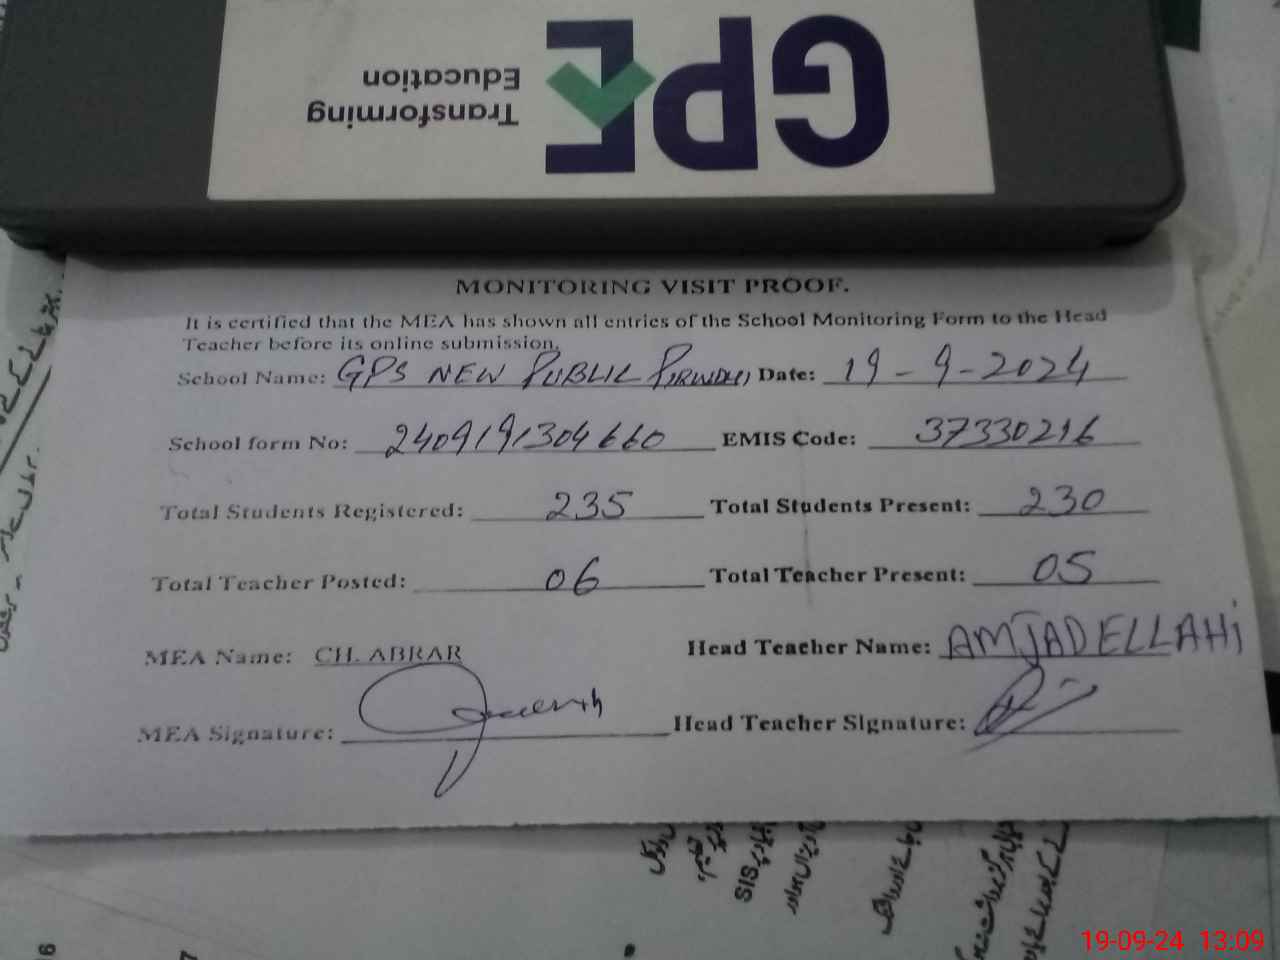 GPE
Transforming
Education
MONITORING VISIT PROOF.
It is certified that the MEA has shown all entries of the School Monitoring Form to the Head
Teacher before its online submission.
School Name: GPS NEW PUBLIC Date: 19-9-2024
School form No: 2409191304660 EMIS Code: 37330216
Total Students Registered: 235 Total Students Present: 230
Total Teacher Posted: 06 Total Teacher Present: 05
MEA Name: CH. ABRAR Head Teacher Name: AMJAD ELLAHI
MEA Signature: Head Teacher Signature:
SIS
16
7
19-09-24 13:09